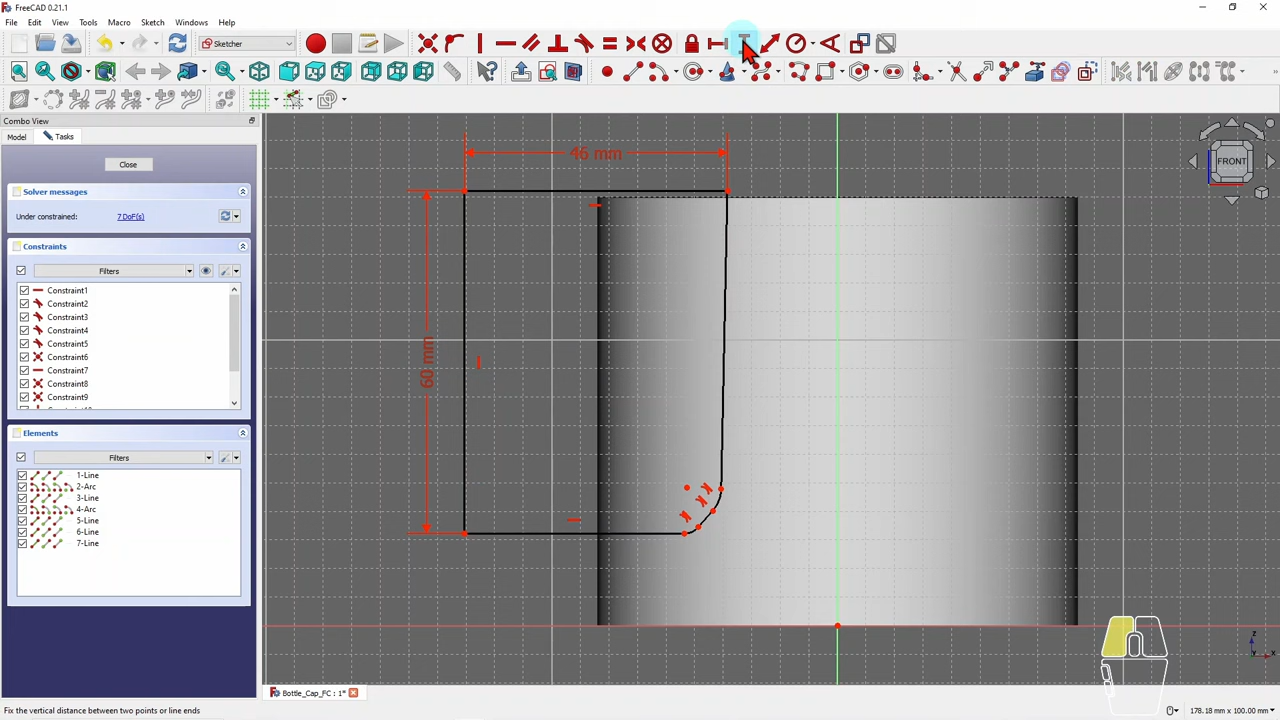 FreeCAD 0.21.1
File Edit View Tools Macro Sketch Windows Help
Sketcher
Combo View
Model Tasks
Close
Solver messages
Under constrained: 7 DoF(s)
Constraints
Filters
Constraint1
Constraint2
Constraint3
Constraint4
Constraint5
Constraint6
Constraint7
Constraint8
Constraint9
Elements
Filters
1-Line
2-Arc
3-Line
4-Arc
5-Line
6-Line
7-Line
46 mm
60 mm
FRONT
Z
X
Bottle_Cap_FC : 1*
Fix the vertical distance between two points or line ends
178.18 mm x 100.00 mm